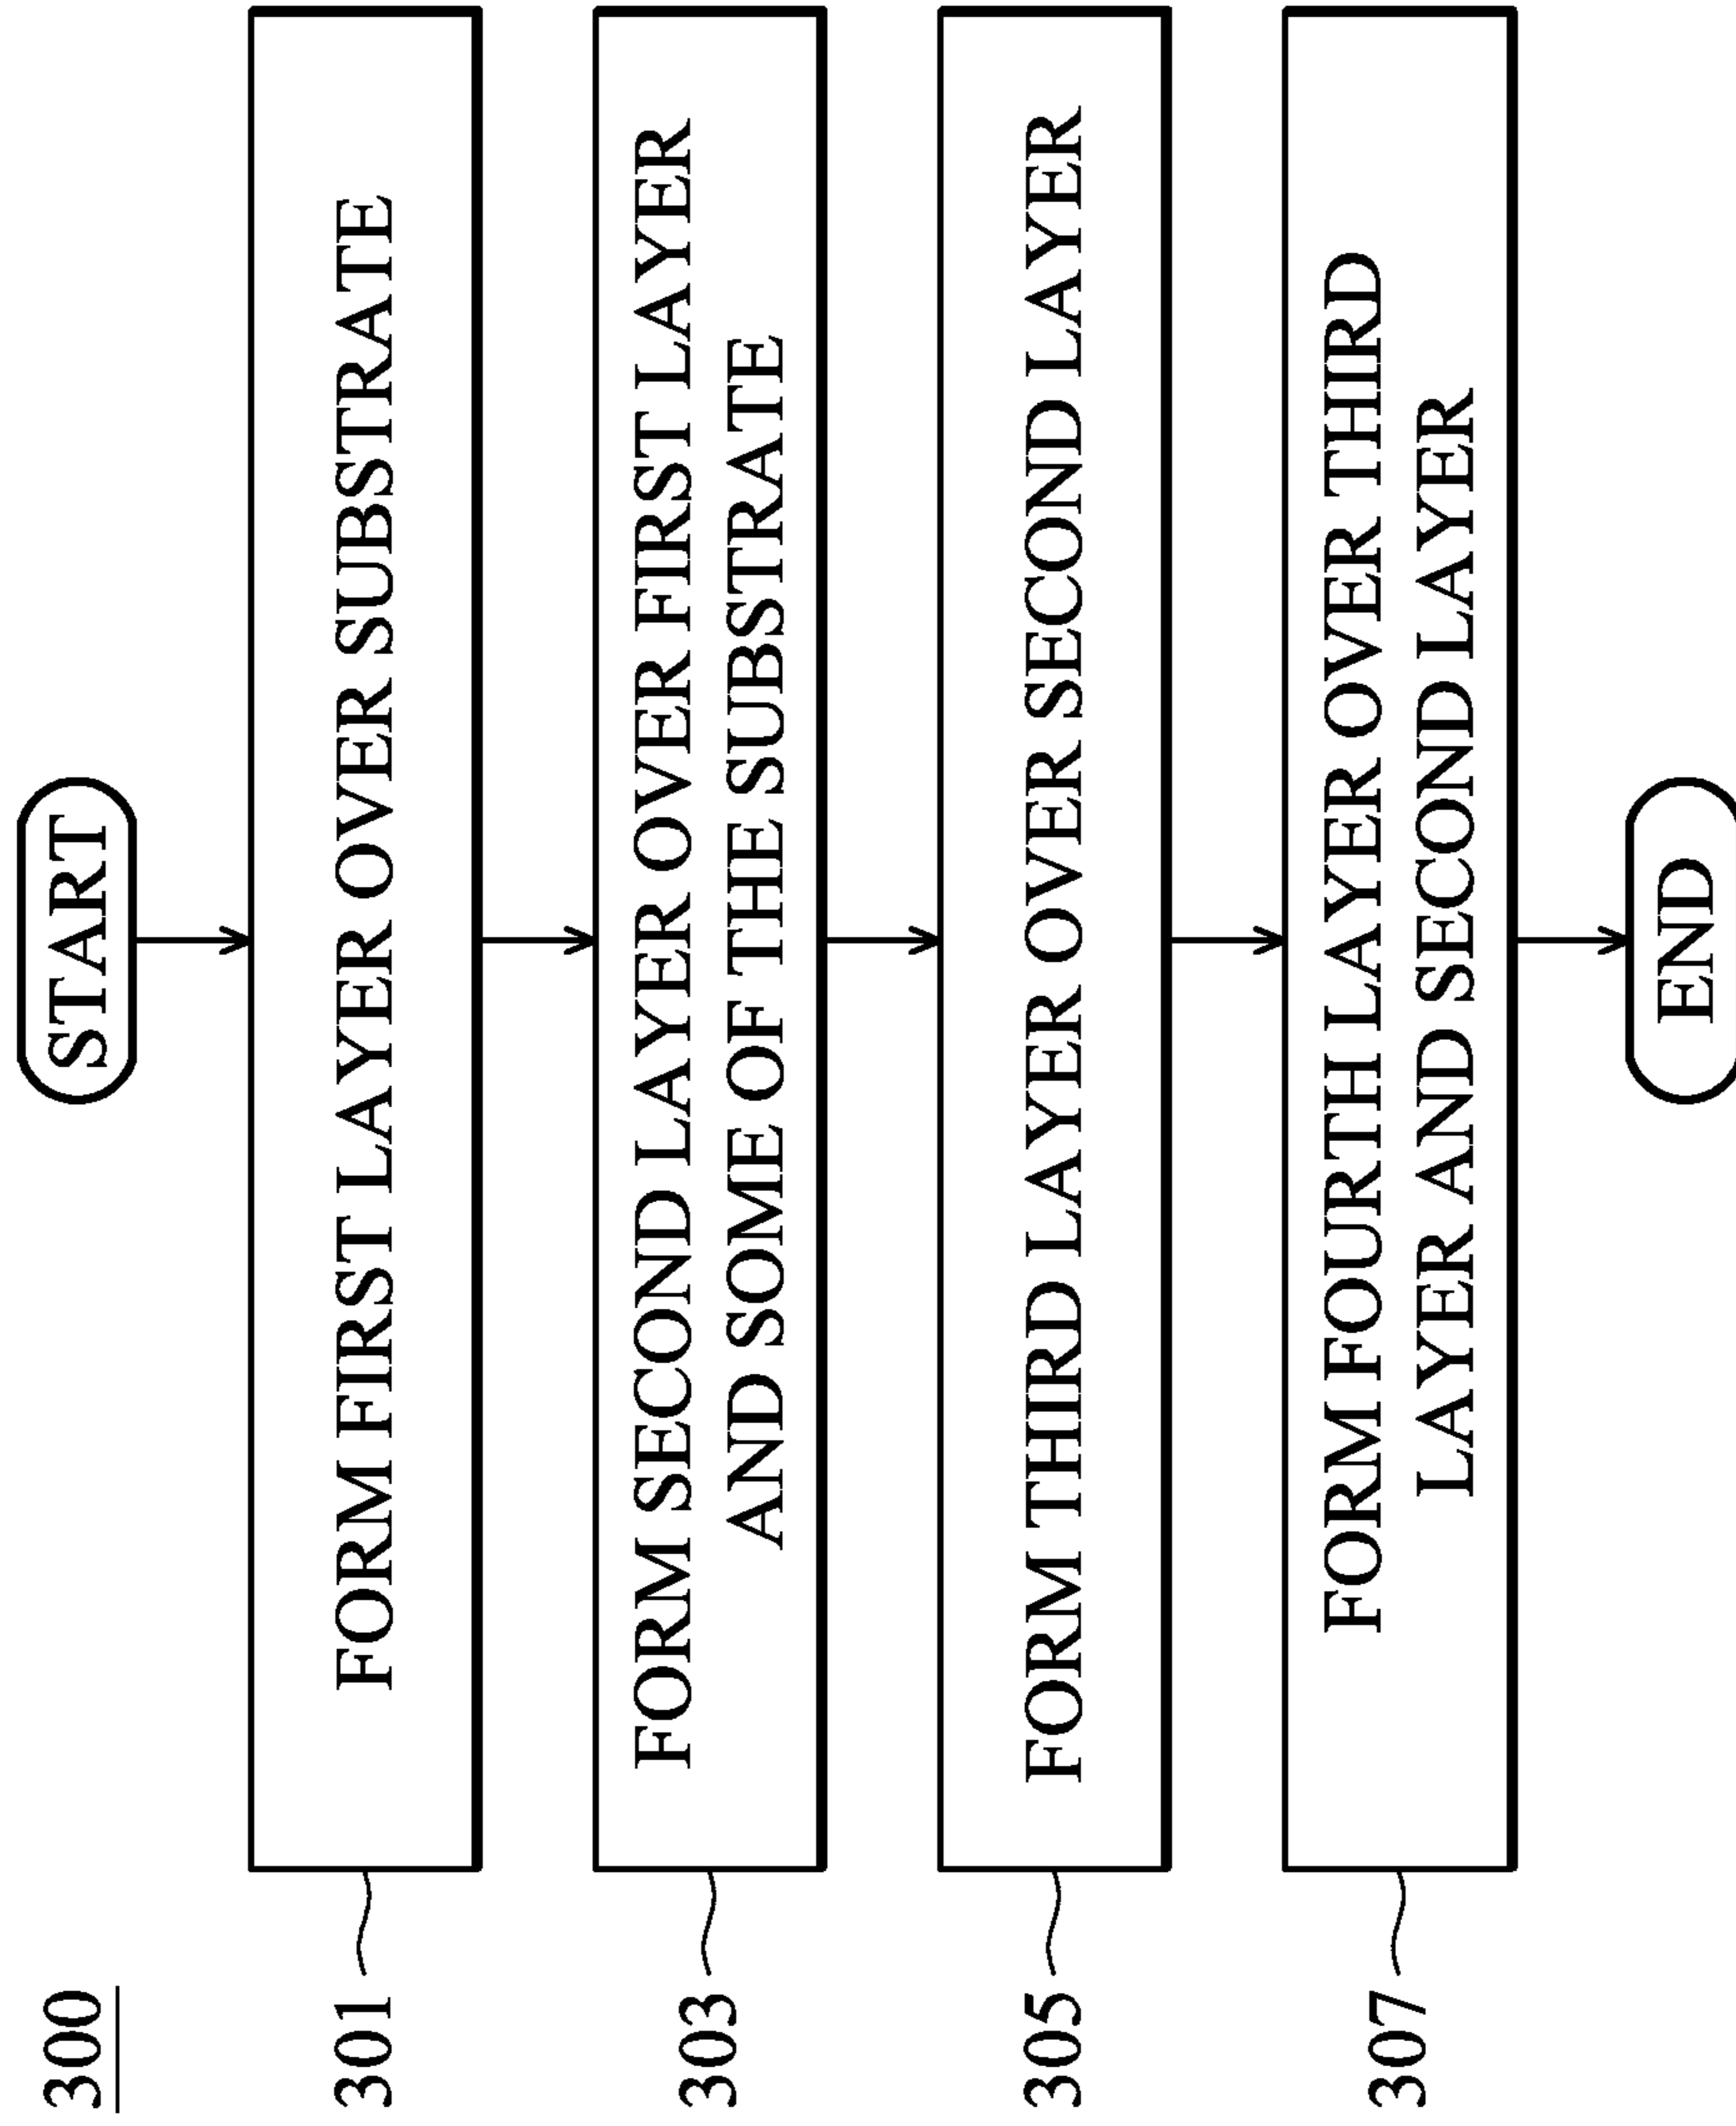 300
START
301
FORM FIRST LAYER OVER SUBSTRATE
303
FORM SECOND LAYER OVER FIRST LAYER
AND SOME OF THE SUBSTRATE
305
FORM THIRD LAYER OVER SECOND LAYER
307
FORM FOURTH LAYER OVER THIRD
LAYER AND SECOND LAYER
END